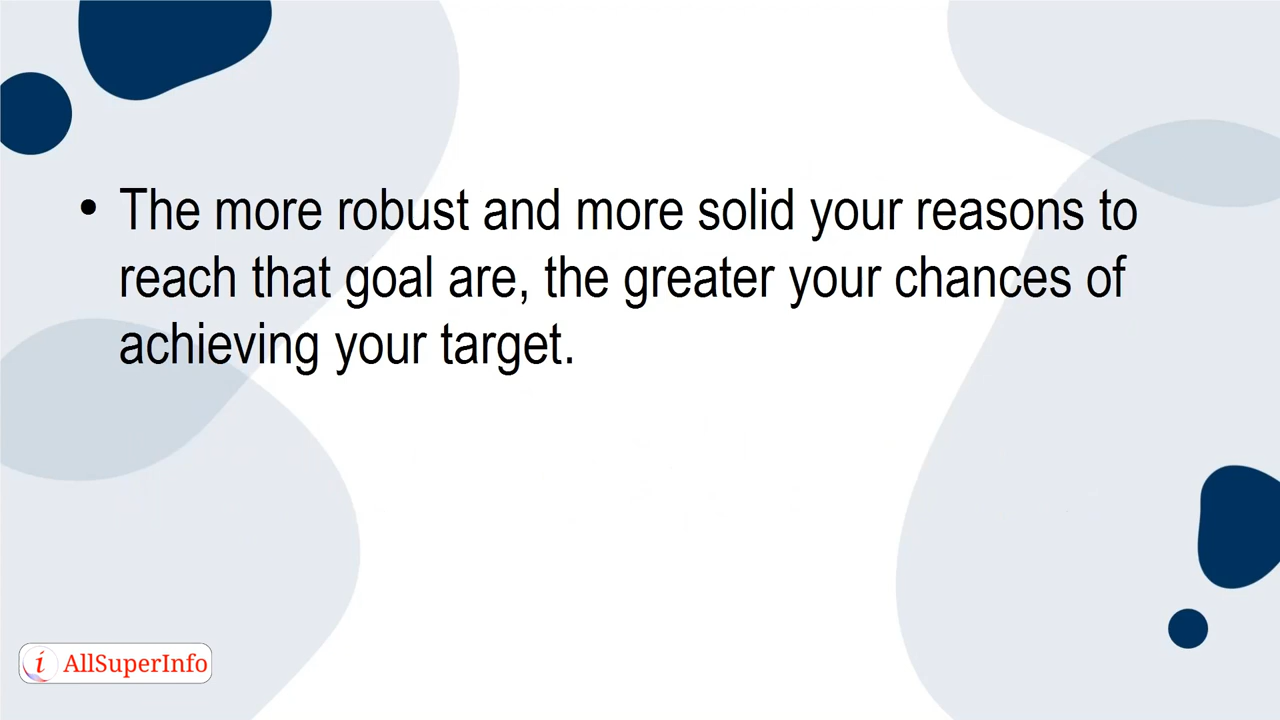 • The more robust and more solid your reasons to
reach that goal are, the greater your chances of
achieving your target.
i AllSuperInfo